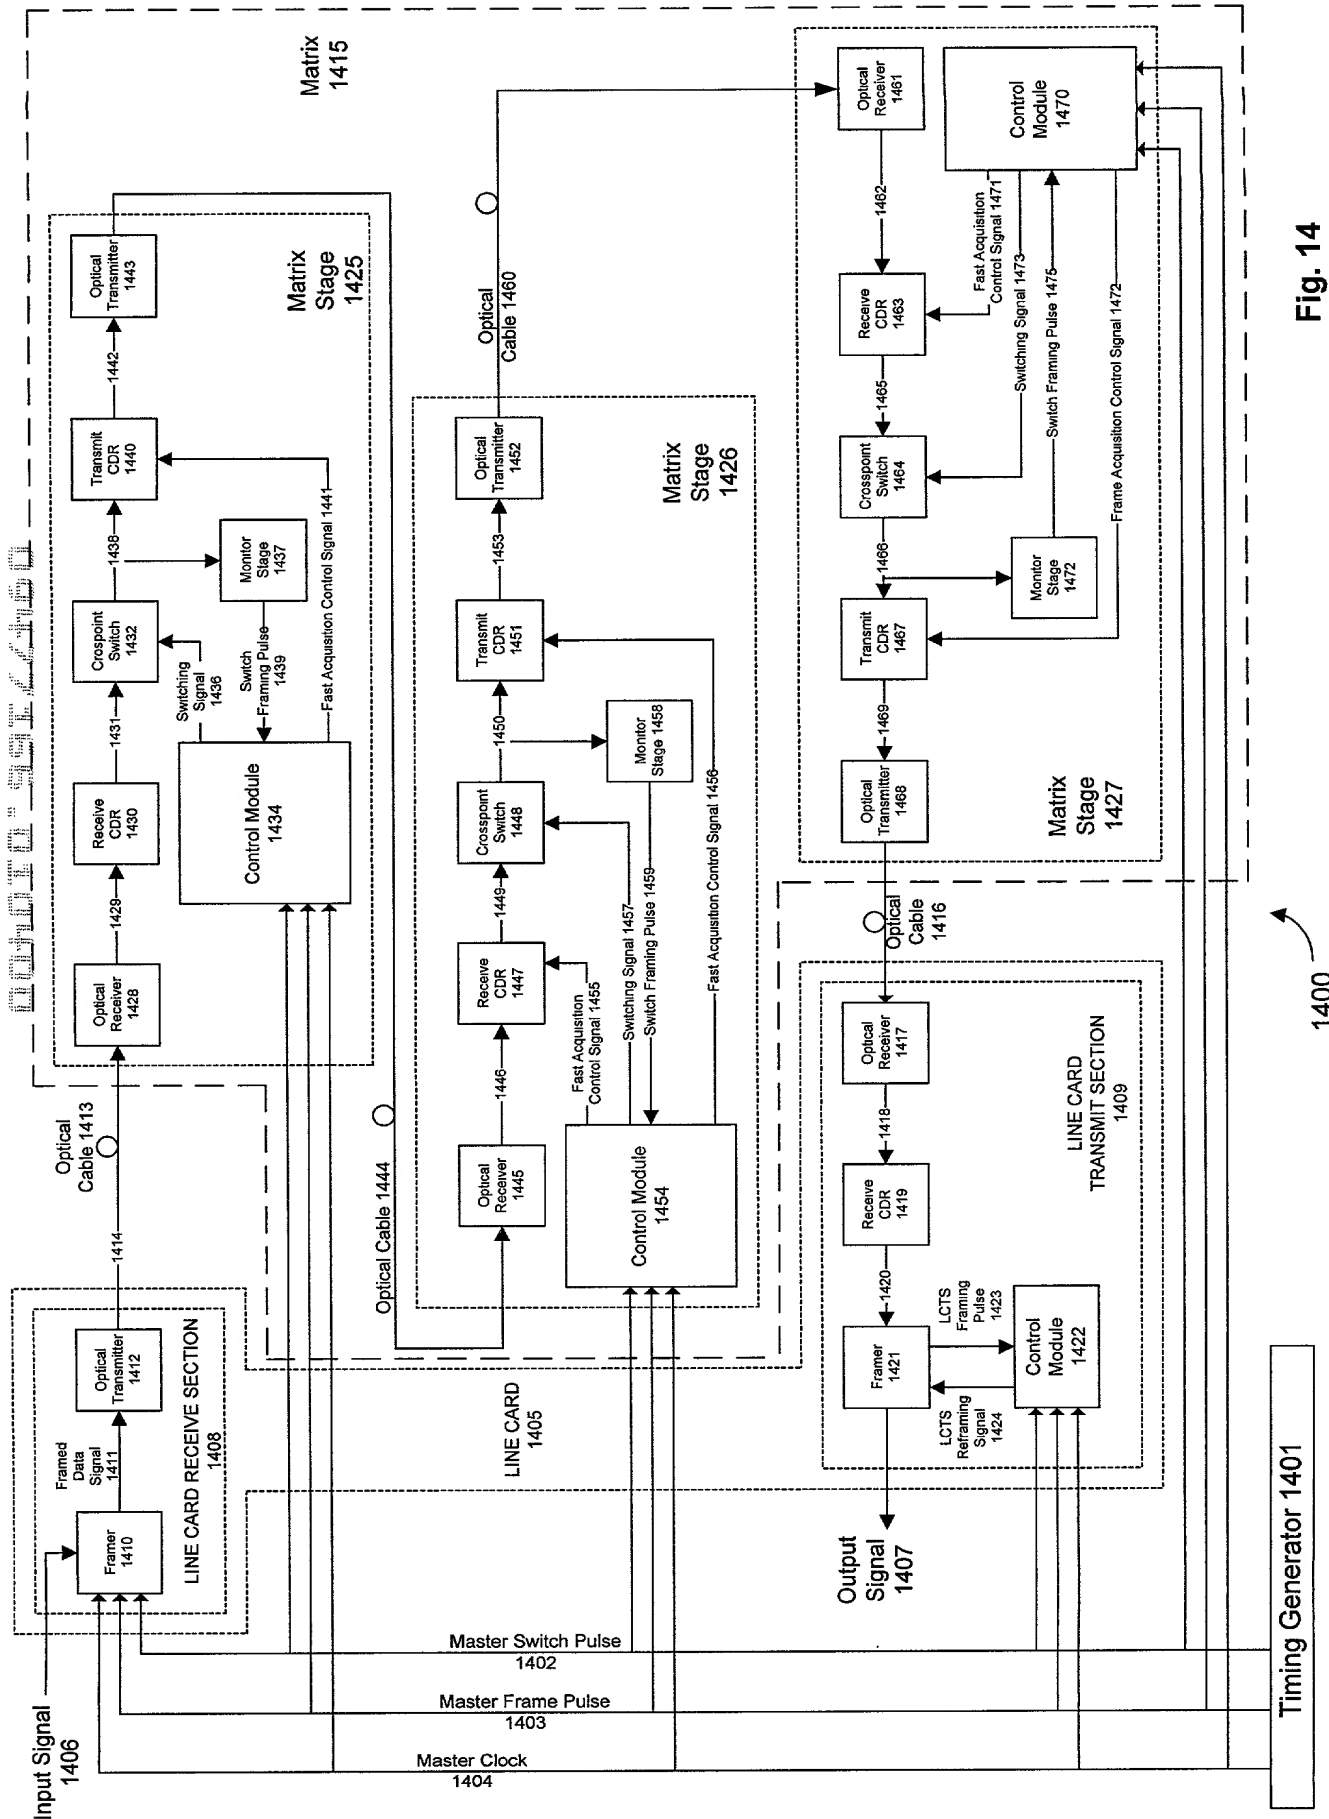 Matrix
1415
Optical
Transmitter
1443
1442
Transmit
CDR
1440
1438
Crosspoint
Switch
1432
1431
Receive
CDR
1430
1429
Optical
Receiver
1428
Monitor
Stage
1437
Switching
Signal
1436
Switch
Framing Pulse
1439
Fast Acquisition Control Signal 1441
Control Module
1434
Matrix
Stage
1425
Optical
Cable 1413
1414
Optical Cable 1444
Optical
Cable 1460
Optical
Transmitter
1452
1453
Transmit
CDR
1451
1450
Crosspoint
Switch
1448
1449
Receive
CDR
1447
1446
Optical
Receiver
1445
Monitor
Stage 1458
Fast Acquisition
Control Signal 1455
Switching Signal 1457
Switch Framing Pulse 1459
Fast Acquisition Control Signal 1456
Control Module
1454
Matrix
Stage
1426
Optical
Receiver
1461
1462
Receive
CDR
1463
1465
Crosspoint
Switch
1464
1466
Transmit
CDR
1467
1469
Optical
Transmitter
1468
Monitor
Stage
1472
Control
Module
1470
Fast Acquisition
Control Signal 1471
Switching Signal 1473
Switch Framing Pulse 1475
Frame Acquisition Control Signal 1472
Matrix
Stage
1427
Optical
Cable
1416
Optical
Receiver
1417
1418
Receive
CDR
1419
1420
Framer
1421
LCTS
Framing
Pulse
1423
LCTS
Reframing
Signal
1424
Control
Module
1422
LINE CARD
TRANSMIT SECTION
1409
Output
Signal
1407
LINE CARD
1405
Optical
Transmitter
1412
Framed
Data
Signal
1411
Framer
1410
LINE CARD RECEIVE SECTION
1408
Input Signal
1406
Master Switch Pulse
1402
Master Frame Pulse
1403
Master Clock
1404
Timing Generator 1401
1400
Fig. 14